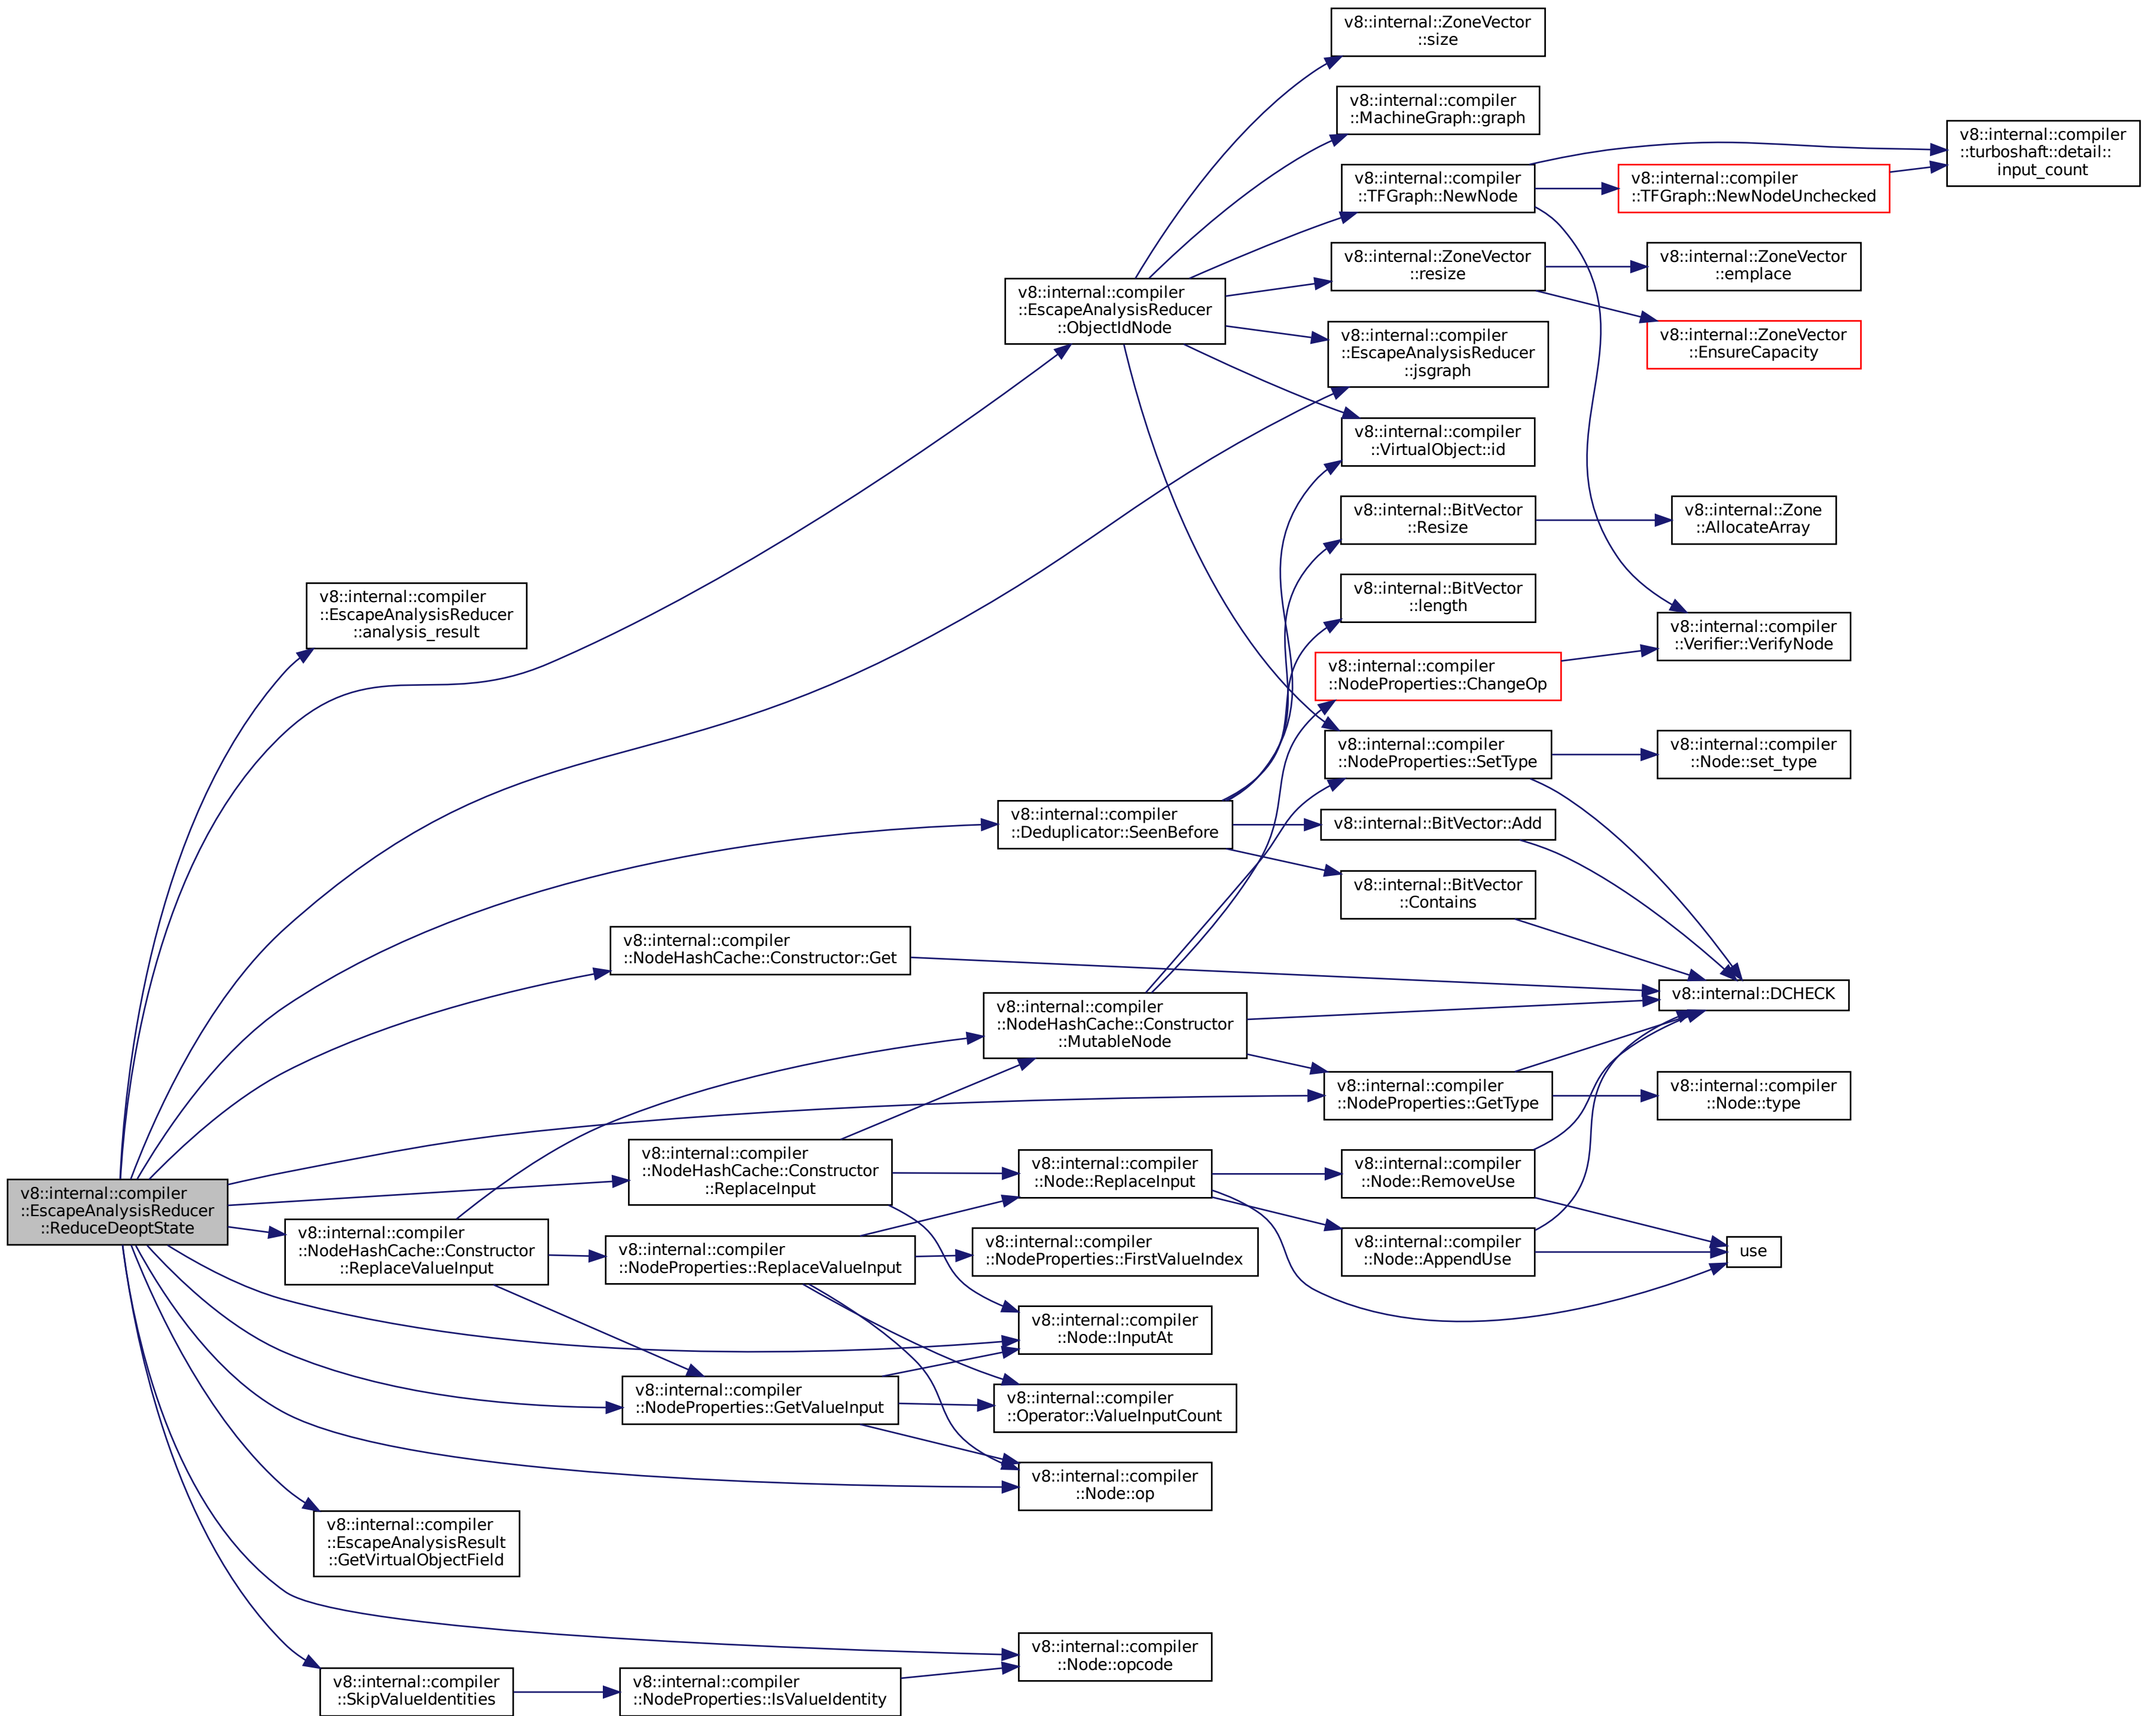 v8::internal::compiler
::EscapeAnalysisReducer
::ReduceDeoptState
v8::internal::compiler
::EscapeAnalysisReducer
::analysis_result
v8::internal::compiler
::EscapeAnalysisReducer
::ObjectIdNode
v8::internal::ZoneVector
::size
v8::internal::compiler
::MachineGraph::graph
v8::internal::compiler
::TFGraph::NewNode
v8::internal::compiler
::TFGraph::NewNodeUnchecked
v8::internal::compiler
::turboshaft::detail::
input_count
v8::internal::ZoneVector
::resize
v8::internal::ZoneVector
::emplace
v8::internal::ZoneVector
::EnsureCapacity
v8::internal::compiler
::EscapeAnalysisReducer
::jsgraph
v8::internal::compiler
::VirtualObject::id
v8::internal::BitVector
::Resize
v8::internal::Zone
::AllocateArray
v8::internal::BitVector
::length
v8::internal::compiler
::NodeProperties::ChangeOp
v8::internal::compiler
::Verifier::VerifyNode
v8::internal::compiler
::NodeProperties::SetType
v8::internal::compiler
::Node::set_type
v8::internal::compiler
::Deduplicator::SeenBefore
v8::internal::BitVector::Add
v8::internal::BitVector
::Contains
v8::internal::compiler
::NodeHashCache::Constructor::Get
v8::internal::DCHECK
v8::internal::compiler
::NodeHashCache::Constructor
::MutableNode
v8::internal::compiler
::NodeProperties::GetType
v8::internal::compiler
::Node::type
v8::internal::compiler
::NodeHashCache::Constructor
::ReplaceInput
v8::internal::compiler
::Node::ReplaceInput
v8::internal::compiler
::Node::RemoveUse
v8::internal::compiler
::NodeHashCache::Constructor
::ReplaceValueInput
v8::internal::compiler
::NodeProperties::ReplaceValueInput
v8::internal::compiler
::NodeProperties::FirstValueIndex
v8::internal::compiler
::Node::AppendUse
use
v8::internal::compiler
::Node::InputAt
v8::internal::compiler
::NodeProperties::GetValueInput
v8::internal::compiler
::Operator::ValueInputCount
v8::internal::compiler
::Node::op
v8::internal::compiler
::EscapeAnalysisResult
::GetVirtualObjectField
v8::internal::compiler
::Node::opcode
v8::internal::compiler
::SkipValueIdentities
v8::internal::compiler
::NodeProperties::IsValueIdentity